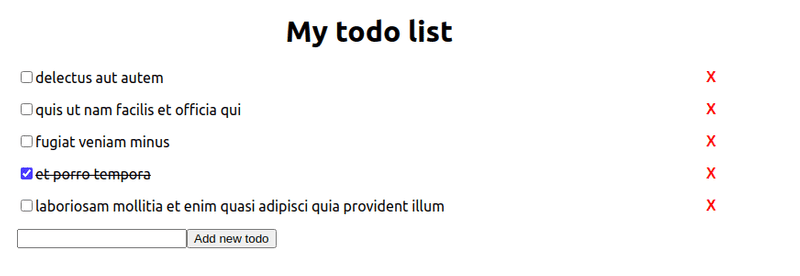 My todo list
delectus aut autem X
quis ut nam facilis et officia qui X
fugiat veniam minus X
et porro tempora X
laboriosam mollitia et enim quasi adipisci quia provident illum X
Add new todo